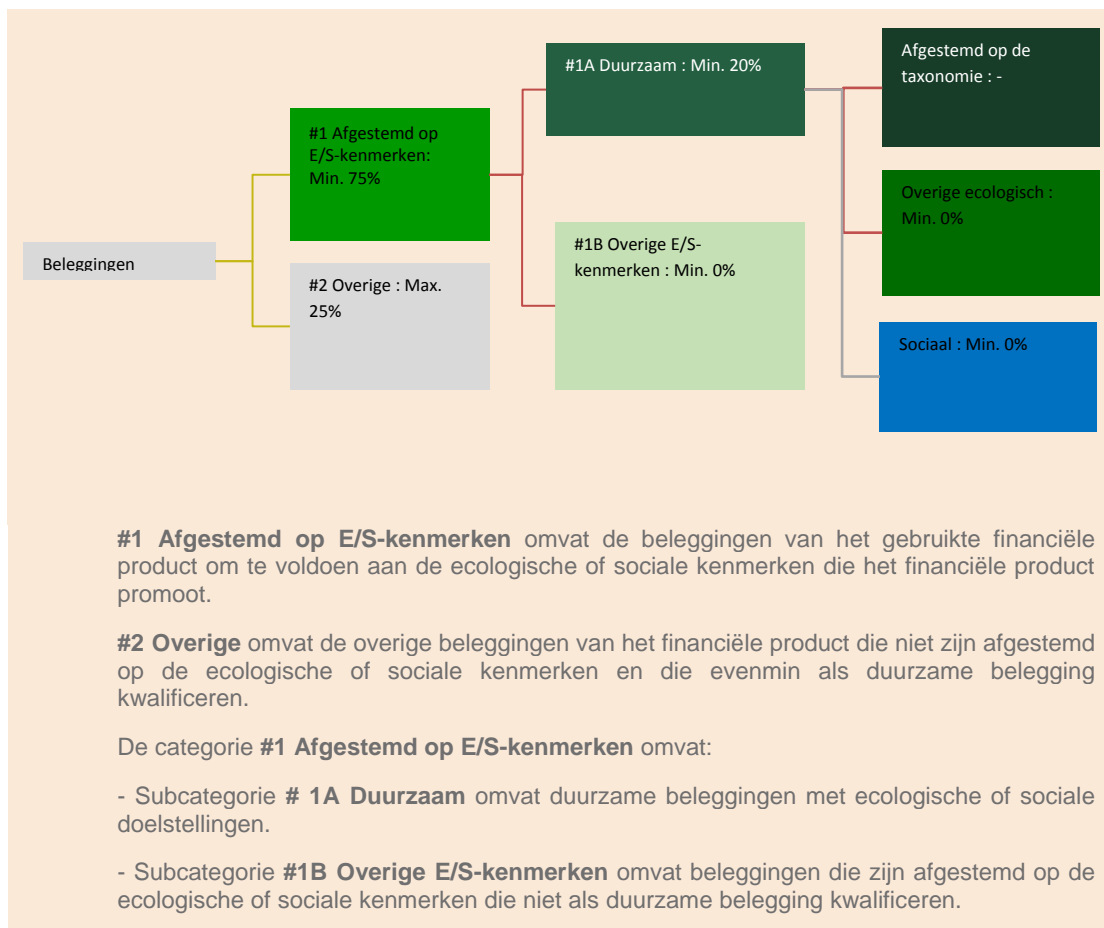 Beleggingen
#1 Afgestemd op
E/S-kenmerken:
Min. 75%
#2 Overige : Max.
25%
#1A Duurzaam : Min. 20%
#1B Overige E/S-
kenmerken : Min. 0%
Afgestemd op de
taxonomie : -
Overige ecologisch :
Min. 0%
Sociaal : Min. 0%
#1 Afgestemd op E/S-kenmerken omvat de beleggingen van het gebruikte financiële
product om te voldoen aan de ecologische of sociale kenmerken die het financiële product
promoot.
#2 Overige omvat de overige beleggingen van het financiële product die niet zijn afgestemd
op de ecologische of sociale kenmerken en die evenmin als duurzame belegging
kwalificeren.
De categorie #1 Afgestemd op E/S-kenmerken omvat:
- Subcategorie # 1A Duurzaam omvat duurzame beleggingen met ecologische of sociale
doelstellingen.
- Subcategorie #1B Overige E/S-kenmerken omvat beleggingen die zijn afgestemd op de
ecologische of sociale kenmerken die niet als duurzame belegging kwalificeren.